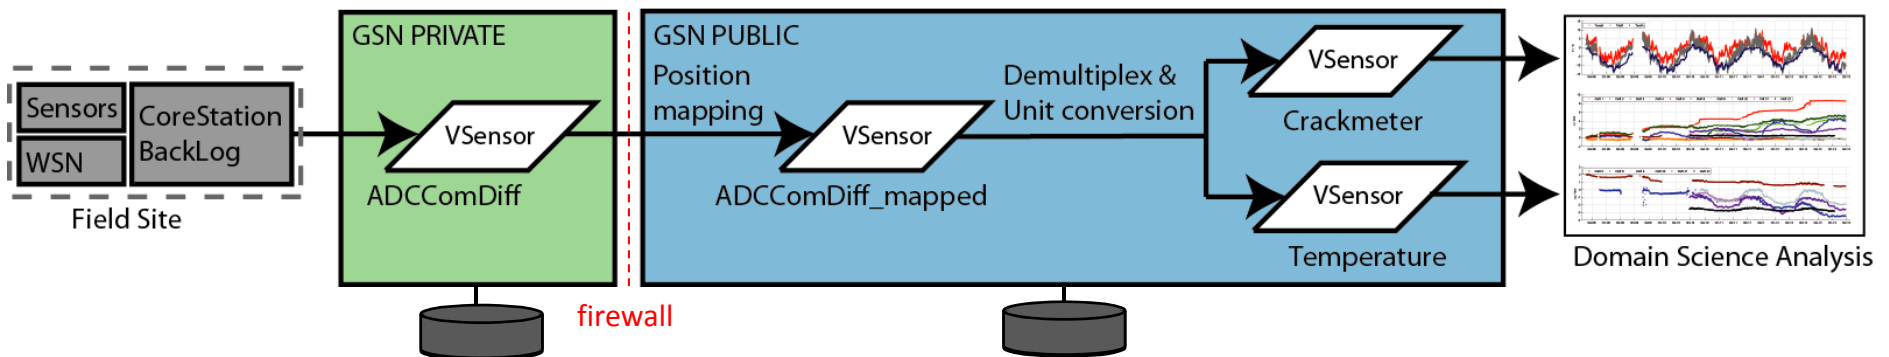 GSN PRIVATE
GSN PUBLIC
Sensors
WSN
CoreStation
BackLog
Field Site
VSensor
ADCComDiff
Position
mapping
VSensor
ADCComDiff_mapped
Demultiplex &
Unit conversion
VSensor
Crackmeter
VSensor
Temperature
Domain Science Analysis
firewall